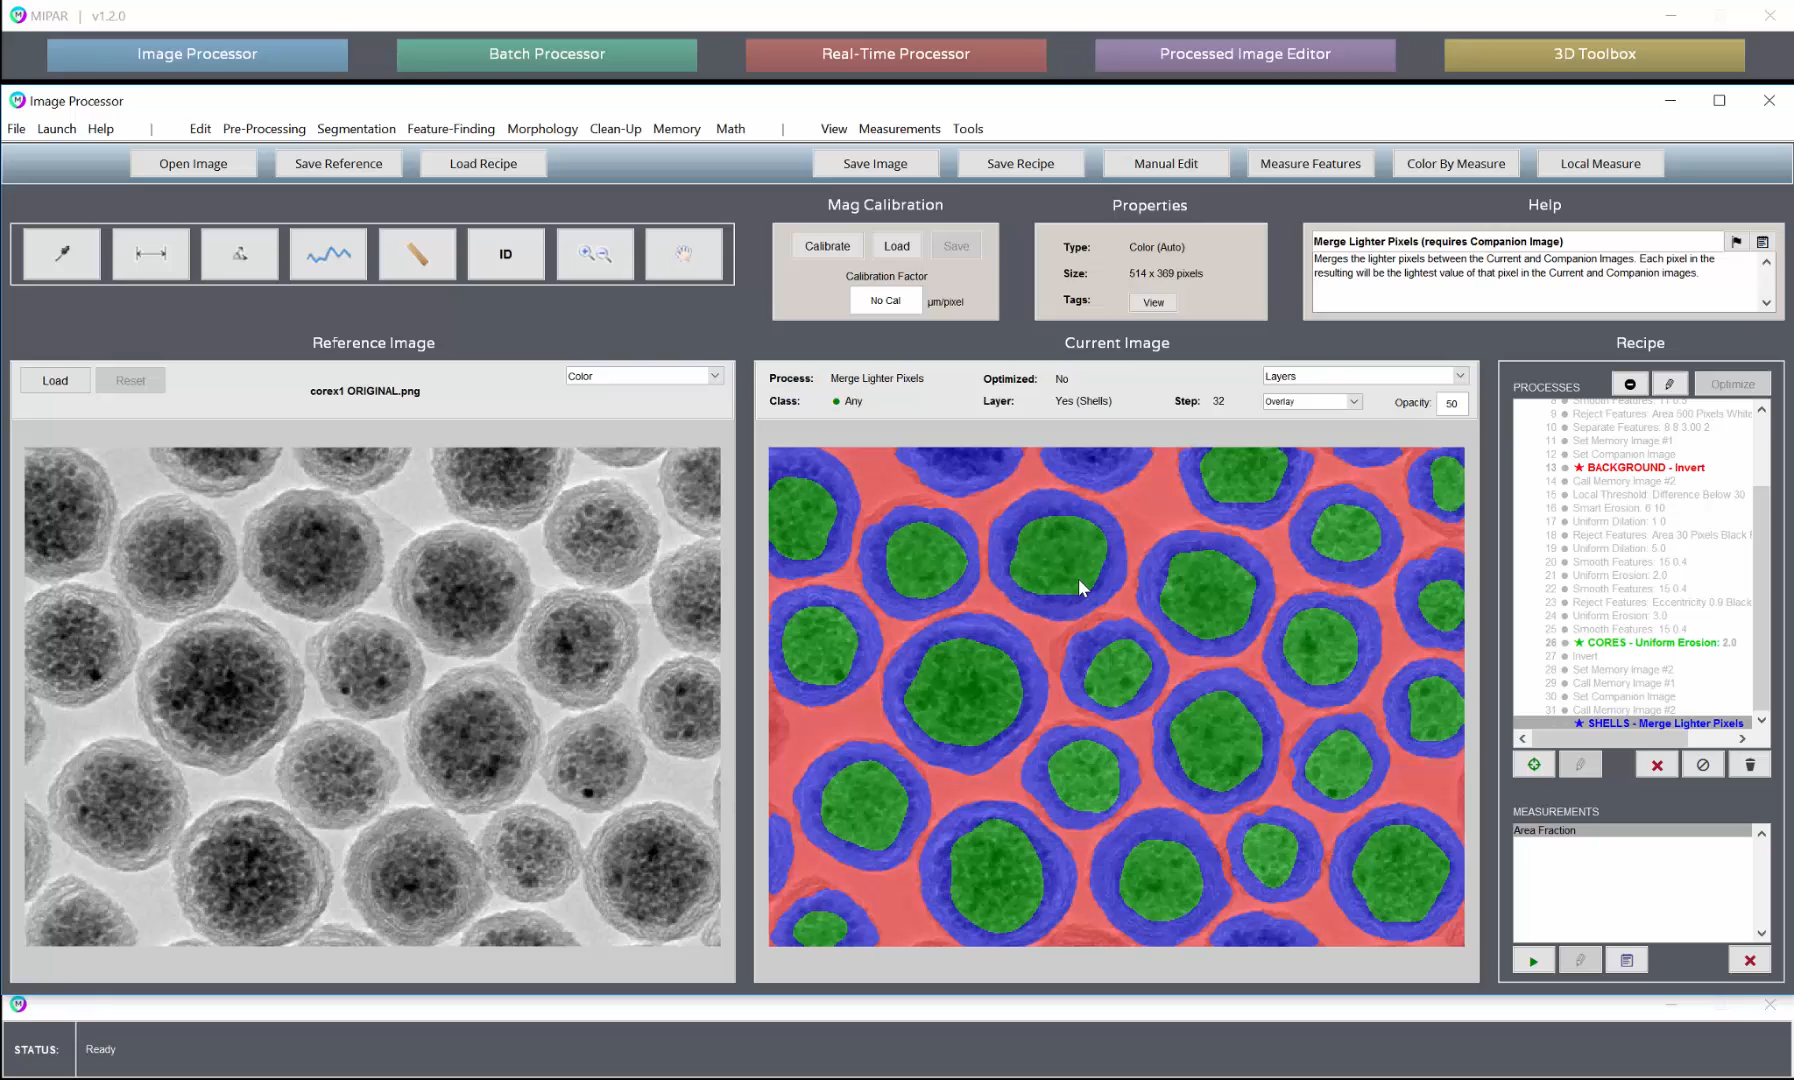 MIPAR | v1.2.0
Image Processor
Batch Processor
Real-Time Processor
Processed Image Editor
3D Toolbox
Image Processor
File Launch Help | Edit Pre-Processing Segmentation Feature-Finding Morphology Clean-Up Memory Math | View Measurements Tools
Open Image
Save Reference
Load Recipe
Save Image
Save Recipe
Manual Edit
Measure Features
Color By Measure
Local Measure
ID
Mag Calibration
Calibrate Load Save
Calibration Factor
No Cal µm/pixel
Properties
Type: Color (Auto)
Size: 514 x 369 pixels
Tags: View
Help
Merge Lighter Pixels (requires Companion Image)
Merges the lighter pixels between the Current and Companion Images. Each pixel in the
resulting will be the lightest value of that pixel in the Current and Companion images.
Reference Image
Load Reset
corex1 ORIGINAL.png
Color
Current Image
Process: Merge Lighter Pixels Optimized: No
Layers
Class: Any Layer: Yes (Shells) Step: 32
Overlay
Opacity: 50
Recipe
PROCESSES
Optimize
8 Smooth Features: 11 0.5
9 Reject Features: Area 500 Pixels White
10 Separate Features: 8 8 3.00 2
11 Set Memory Image #1
12 Set Companion Image
13 ★ BACKGROUND - Invert
14 Call Memory Image #2
15 Local Threshold: Difference Below 30
16 Smart Erosion: 6 10
17 Uniform Dilation: 1.0
18 Reject Features: Area 30 Pixels Black F
19 Uniform Dilation: 5.0
20 Smooth Features: 15 0.4
21 Uniform Erosion: 2.0
22 Smooth Features: 15 0.4
23 Reject Features: Eccentricity 0.9 Black
24 Uniform Erosion: 3.0
25 Smooth Features: 15 0.4
26 ★ CORES - Uniform Erosion: 2.0
27 Invert
28 Set Memory Image #2
29 Call Memory Image #1
30 Set Companion Image
31 Call Memory Image #2
★ SHELLS - Merge Lighter Pixels
MEASUREMENTS
Area Fraction
STATUS: Ready